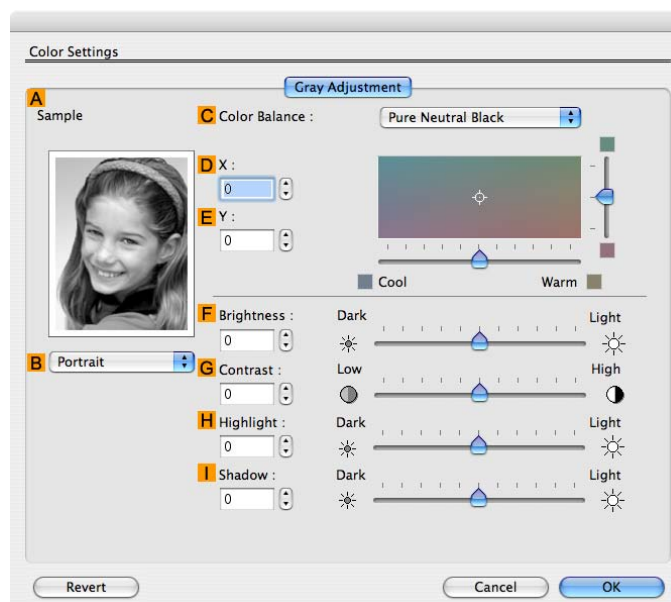 Color Settings
Gray Adjustment
A
Sample
C Color Balance :
Pure Neutral Black
D X :
0
E Y :
0
Cool
Warm
B Portrait
F Brightness :
0
Dark
Light
G Contrast :
0
Low
High
H Highlight :
0
Dark
Light
I Shadow :
0
Dark
Light
Revert
Cancel
OK